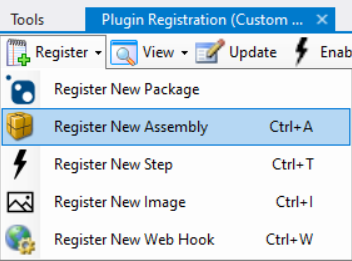 Tools
Plugin Registration (Custom ...
Register
View
Update
Enab
Register New Package
Register New Assembly Ctrl+A
Register New Step Ctrl+T
Register New Image Ctrl+I
Register New Web Hook Ctrl+W